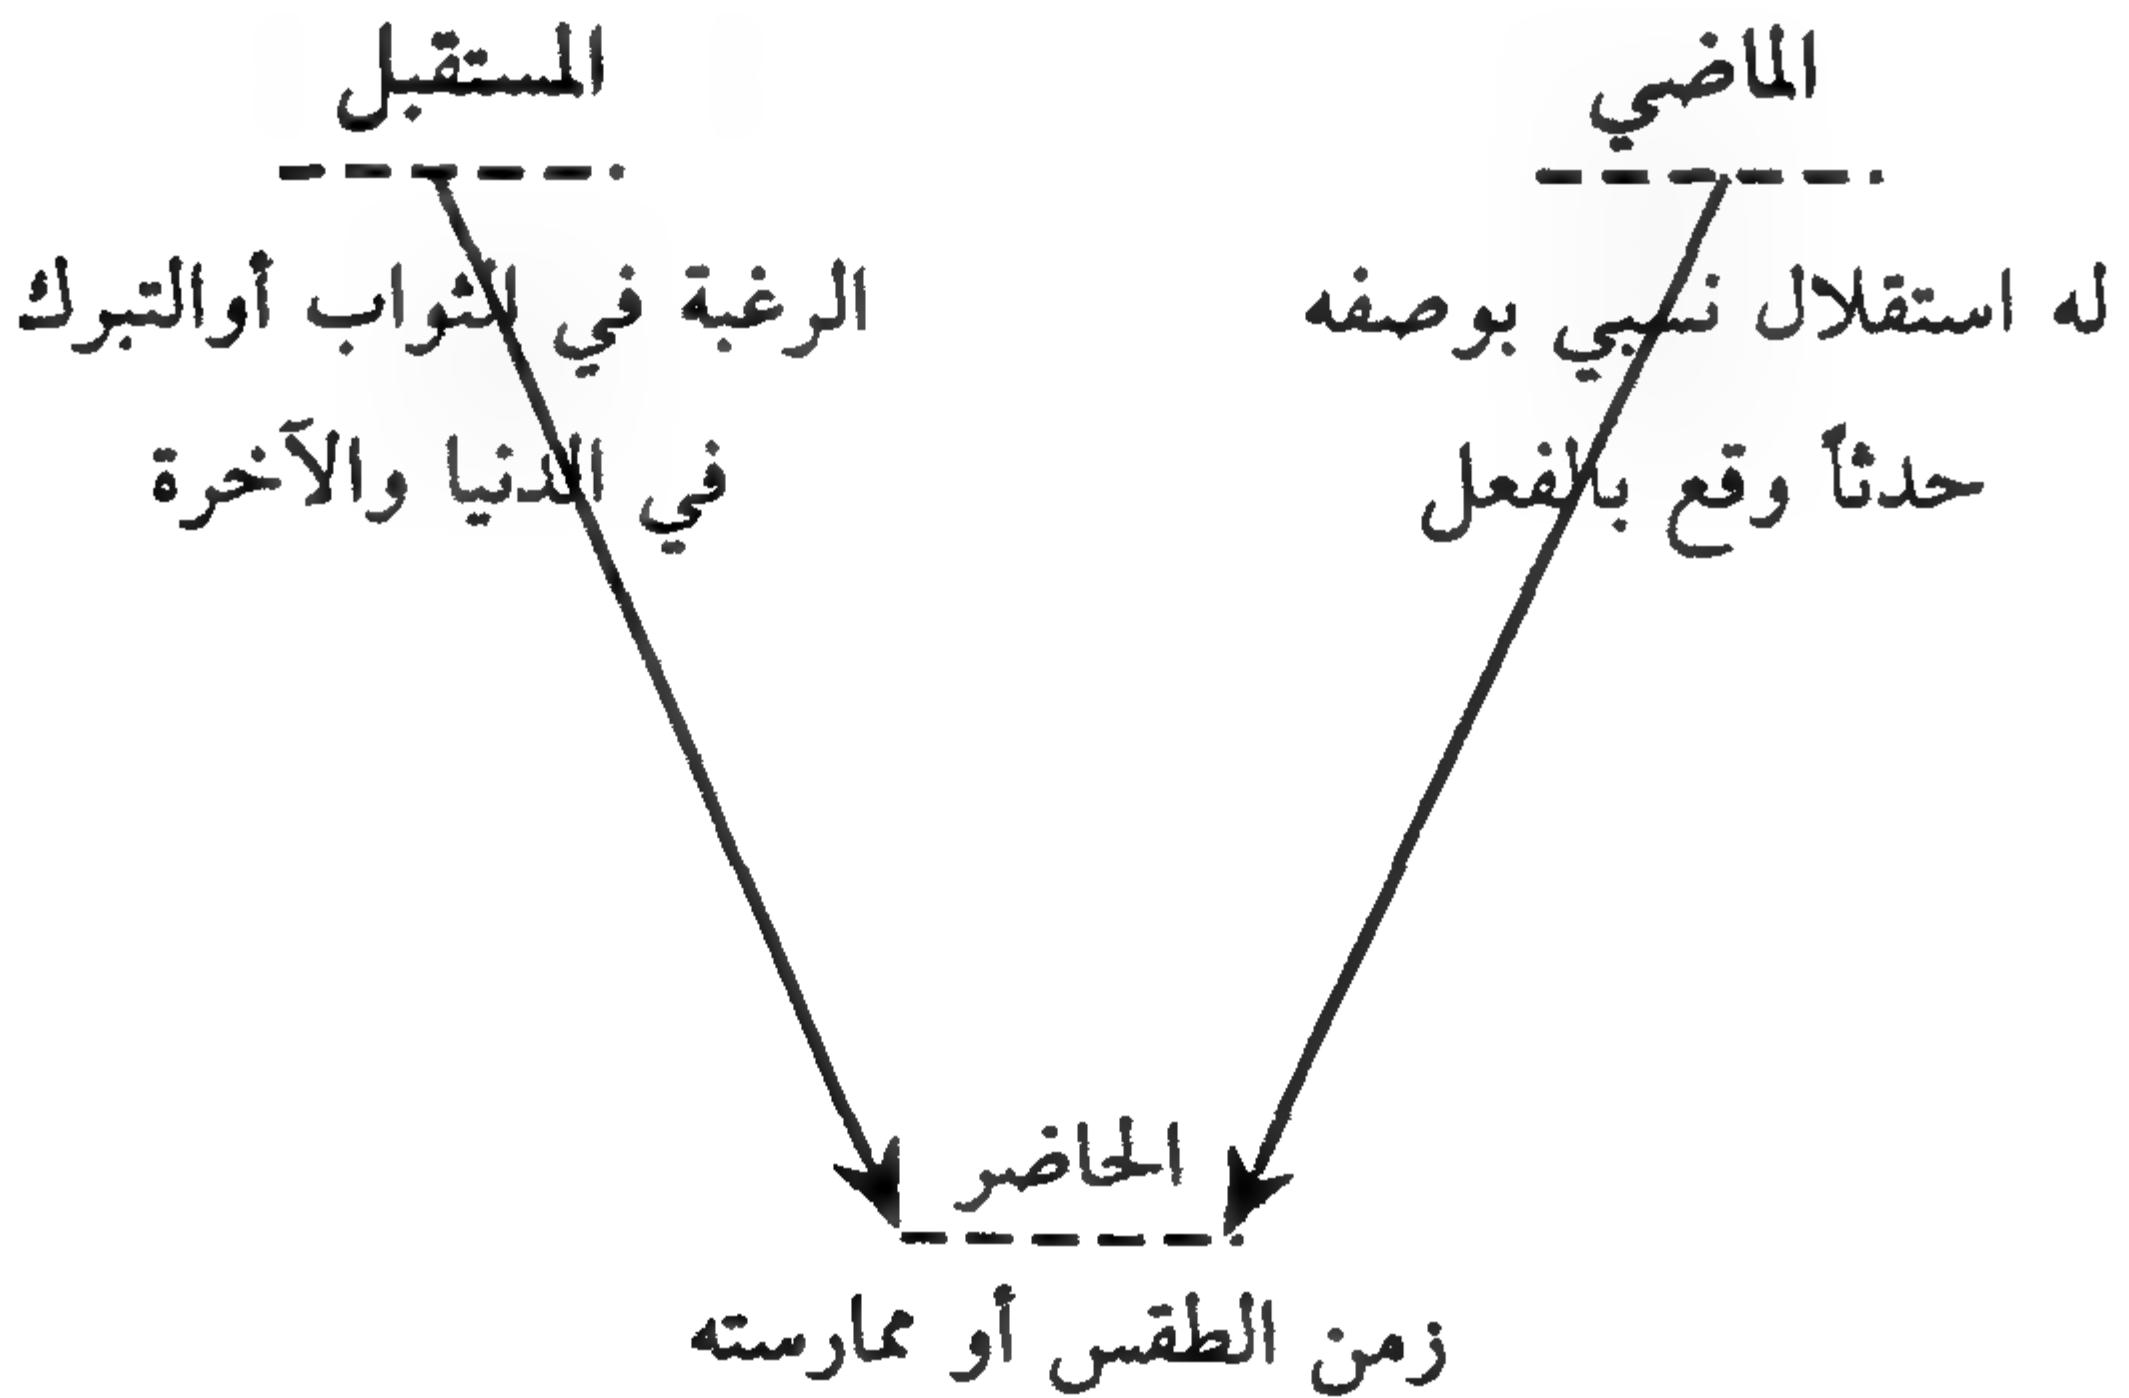 الماضي
له استقلال نسبي بوصفه
حدثاً وقع بالفعل
المستقبل
الرغبة في الثواب أوالتبرك
في الدنيا والآخرة
الحاضر
زمن الطقس أو ممارسته